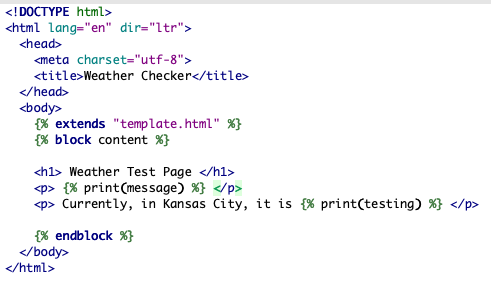 <!DOCTYPE html>
<html lang="en" dir="ltr">
  <head>
    <meta charset="utf-8">
    <title>Weather Checker</title>
  </head>
  <body>
    {% extends "template.html" %}
    {% block content %}

    <h1> Weather Test Page </h1>
    <p> {% print(message) %} </p>
    <p> Currently, in Kansas City, it is {% print(testing) %} </p>

    {% endblock %}
  </body>
</html>